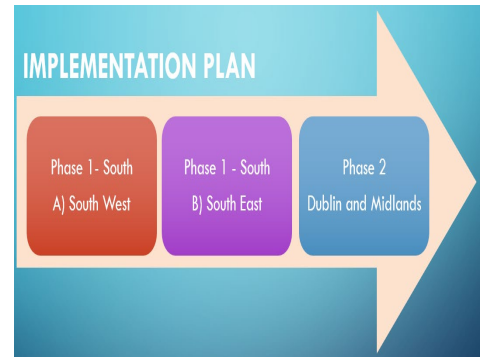 IMPLEMENTATION PLAN
Phase 1- South
A) South West
Phase 1 - South
B) South East
Phase 2
Dublin and Midlands